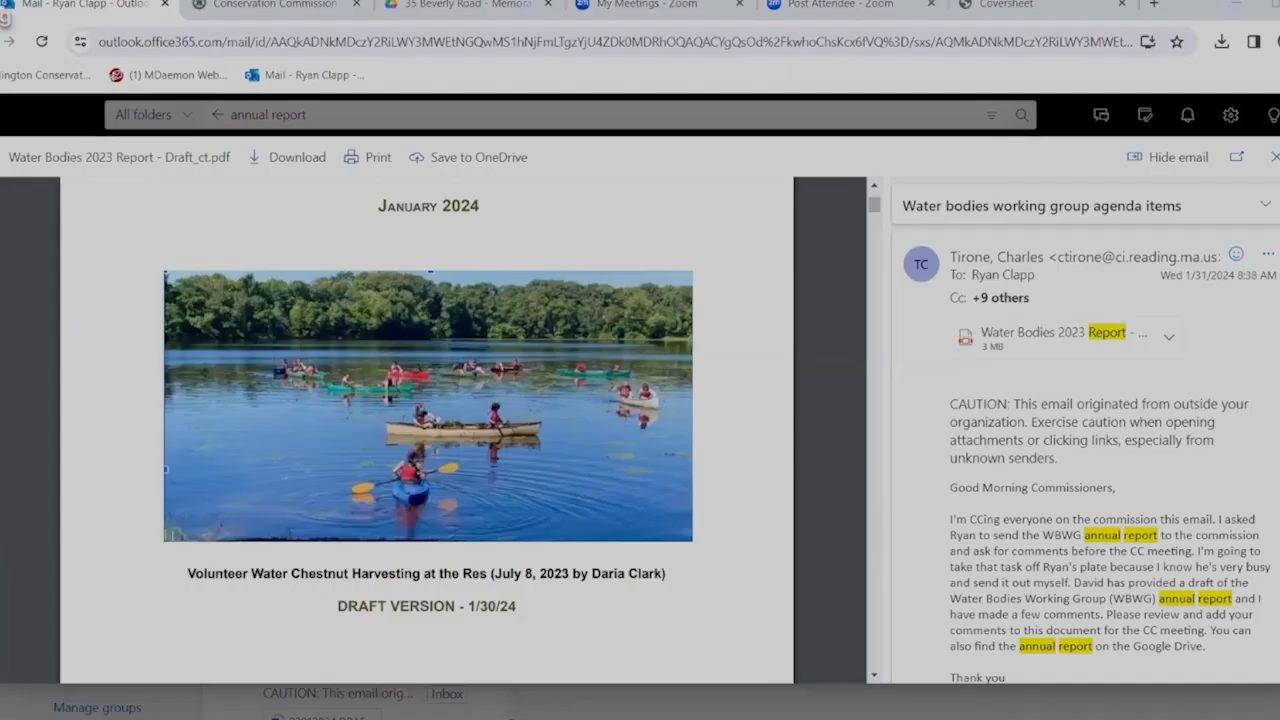 Mail - Ryan Clapp - Outloo
Conservation Commission
35 Beverly Road - Memora
My Meetings - Zoom
Post Attendee - Zoom
Coversheet
outlook.office365.com/mail/id/AAQkADNkMDczY2RiLWY3MWEtNGQwMS1hNjFmLTgzYjU4ZDk0MDRhOQAQACYgQsOd%2FkwhoChsKcx6fVQ%3D/sxs/AQMkADNkMDczY2RiLWY3MWEt...
lington Conservat...
(1) MDaemon Web...
Mail - Ryan Clapp -...
All folders
annual report
Water Bodies 2023 Report - Draft_ct.pdf
Download
Print
Save to OneDrive
Hide email
JANUARY 2024
Volunteer Water Chestnut Harvesting at the Res (July 8, 2023 by Daria Clark)
DRAFT VERSION - 1/30/24
Water bodies working group agenda items
TC
Tirone, Charles <ctirone@ci.reading.ma.us
To: Ryan Clapp
Wed 1/31/2024 8:38 AM
Cc: +9 others
Water Bodies 2023 Report - ...
3 MB
CAUTION: This email originated from outside your
organization. Exercise caution when opening
attachments or clicking links, especially from
unknown senders.
Good Morning Commissioners,
I'm CCing everyone on the commission this email. I asked
Ryan to send the WBWG annual report to the commission
and ask for comments before the CC meeting. I'm going to
take that task off Ryan's plate because I know he's very busy
and send it out myself. David has provided a draft of the
Water Bodies Working Group (WBWG) annual report and I
have made a few comments. Please review and add your
comments to this document for the CC meeting. You can
also find the annual report on the Google Drive.
Thank you
CAUTION: This email orig...
Inbox
Manage groups